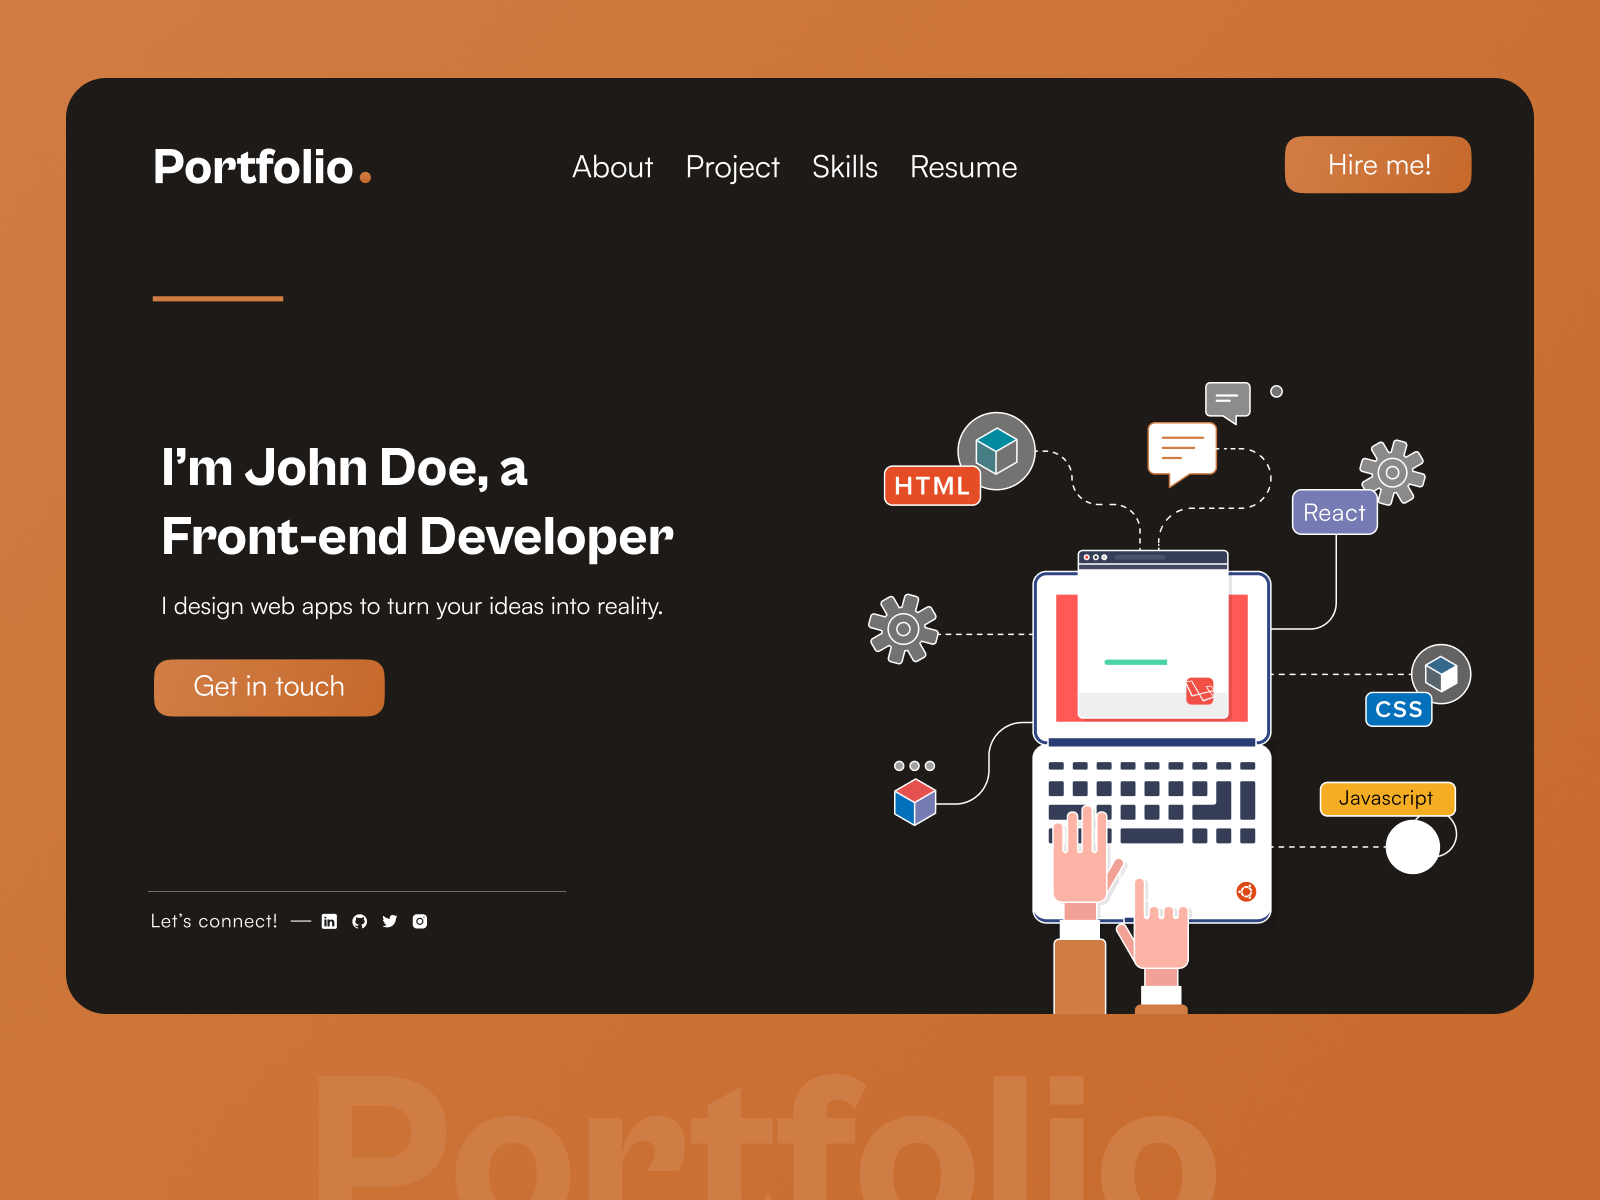 Portfolio.
About Project Skills Resume
Hire me!
I'm John Doe, a
Front-end Developer
I design web apps to turn your ideas into reality.
Get in touch
HTML
React
CSS
Javascript
Let's connect! —
Portfolio